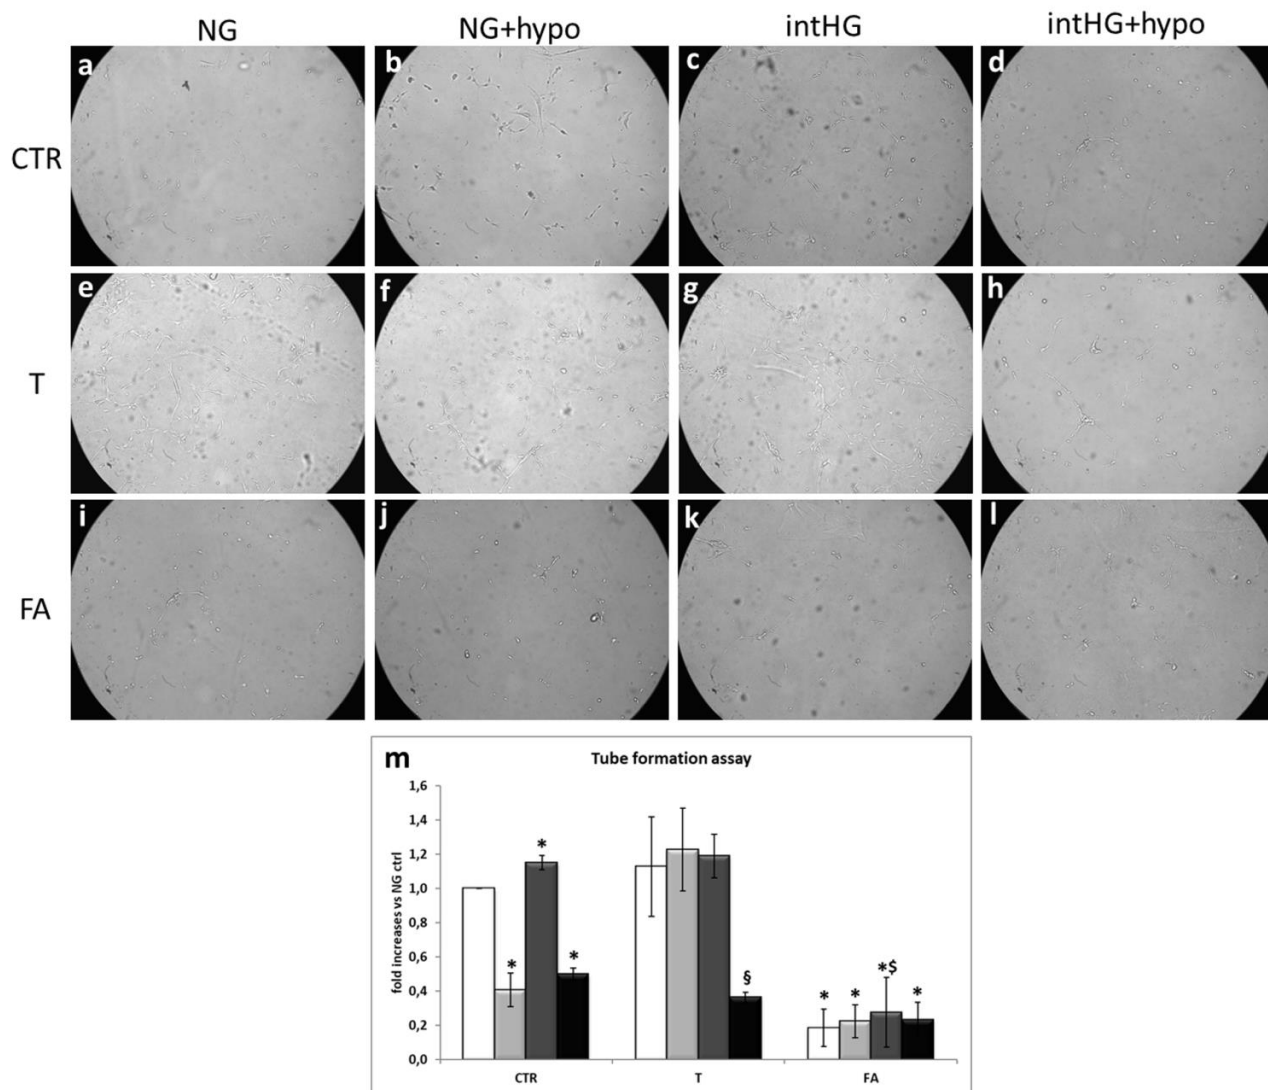 NG NG+hypo intHG intHG+hypo
CTR a b c d
T e f g h
FA i j k l
m Tube formation assay
fold increases vs NG ctrl
1,6
1,4
1,2
1,0
0,8
0,6
0,4
0,2
0,0
* * *
§
* * *$ *
CTR T FA